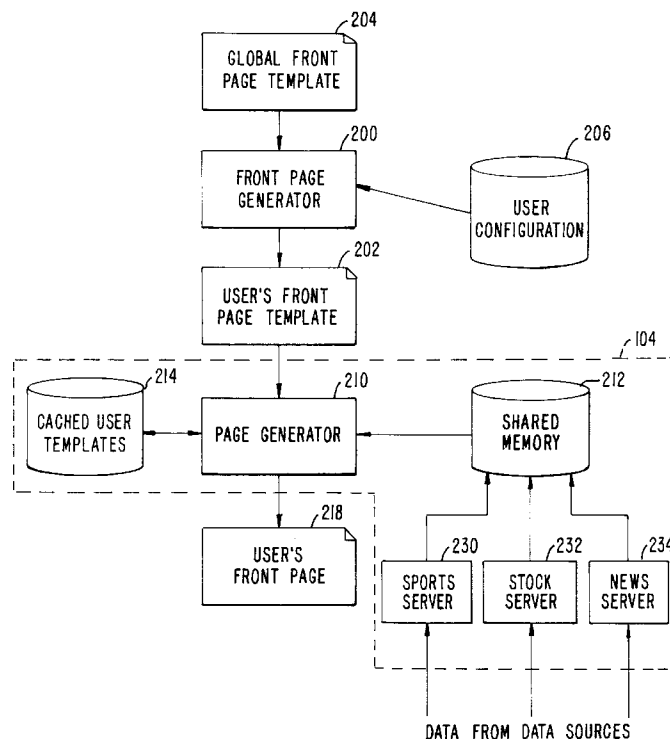 204
GLOBAL FRONT
PAGE TEMPLATE
200
FRONT PAGE
GENERATOR
206
USER
CONFIGURATION
202
USER'S FRONT
PAGE TEMPLATE
104
214
CACHED USER
TEMPLATES
210
PAGE GENERATOR
212
SHARED
MEMORY
218
USER'S
FRONT PAGE
230
SPORTS
SERVER
232
STOCK
SERVER
234
NEWS
SERVER
DATA FROM DATA SOURCES